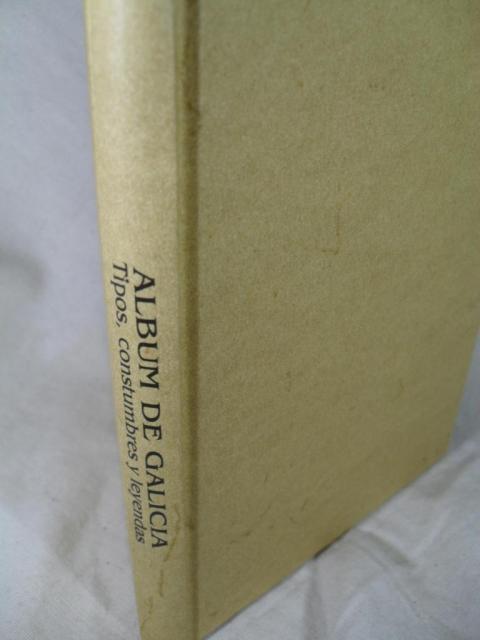 ALBUM DE GALICIA
Tipos, constumbres y leyendas